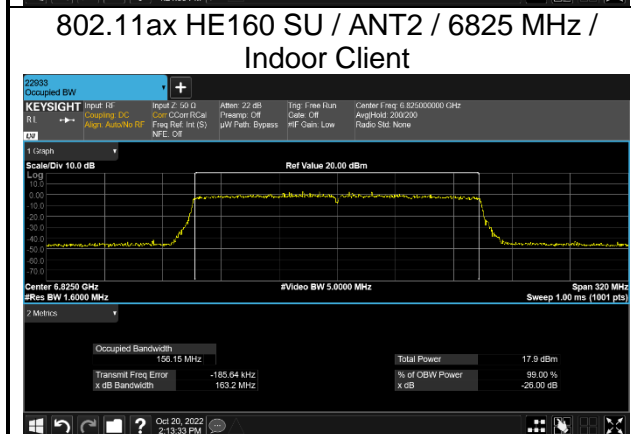 802.11ax HE160 SU / ANT2 / 6825 MHz /
Indoor Client
22933
Occupied BW
KEYSIGHT Input: RF Input Z: 50 Ω Atten: 22 dB Trig: Free Run Center Freq: 6.825000000 GHz
RL Coupling: DC Corr CCorr RCal Preamp: Off Gate: Off Avg|Hold: 200/200
Align: Auto/No RF Freq Ref: Int (S) µW Path: Bypass #IF Gain: Low Radio Std: None
NFE: Off
1 Graph
Scale/Div 10.0 dB Ref Value 20.00 dBm
Log
10.0
0.00
-10.0
-20.0
-30.0
-40.0
-50.0
-60.0
-70.0
Center 6.8250 GHz #Video BW 5.0000 MHz Span 320 MHz
#Res BW 1.6000 MHz Sweep 1.00 ms (1001 pts)
2 Metrics
Occupied Bandwidth
156.15 MHz Total Power 17.9 dBm
Transmit Freq Error -185.64 kHz % of OBW Power 99.00 %
x dB Bandwidth 163.2 MHz x dB -26.00 dB
Oct 20, 2022
2:13:33 PM